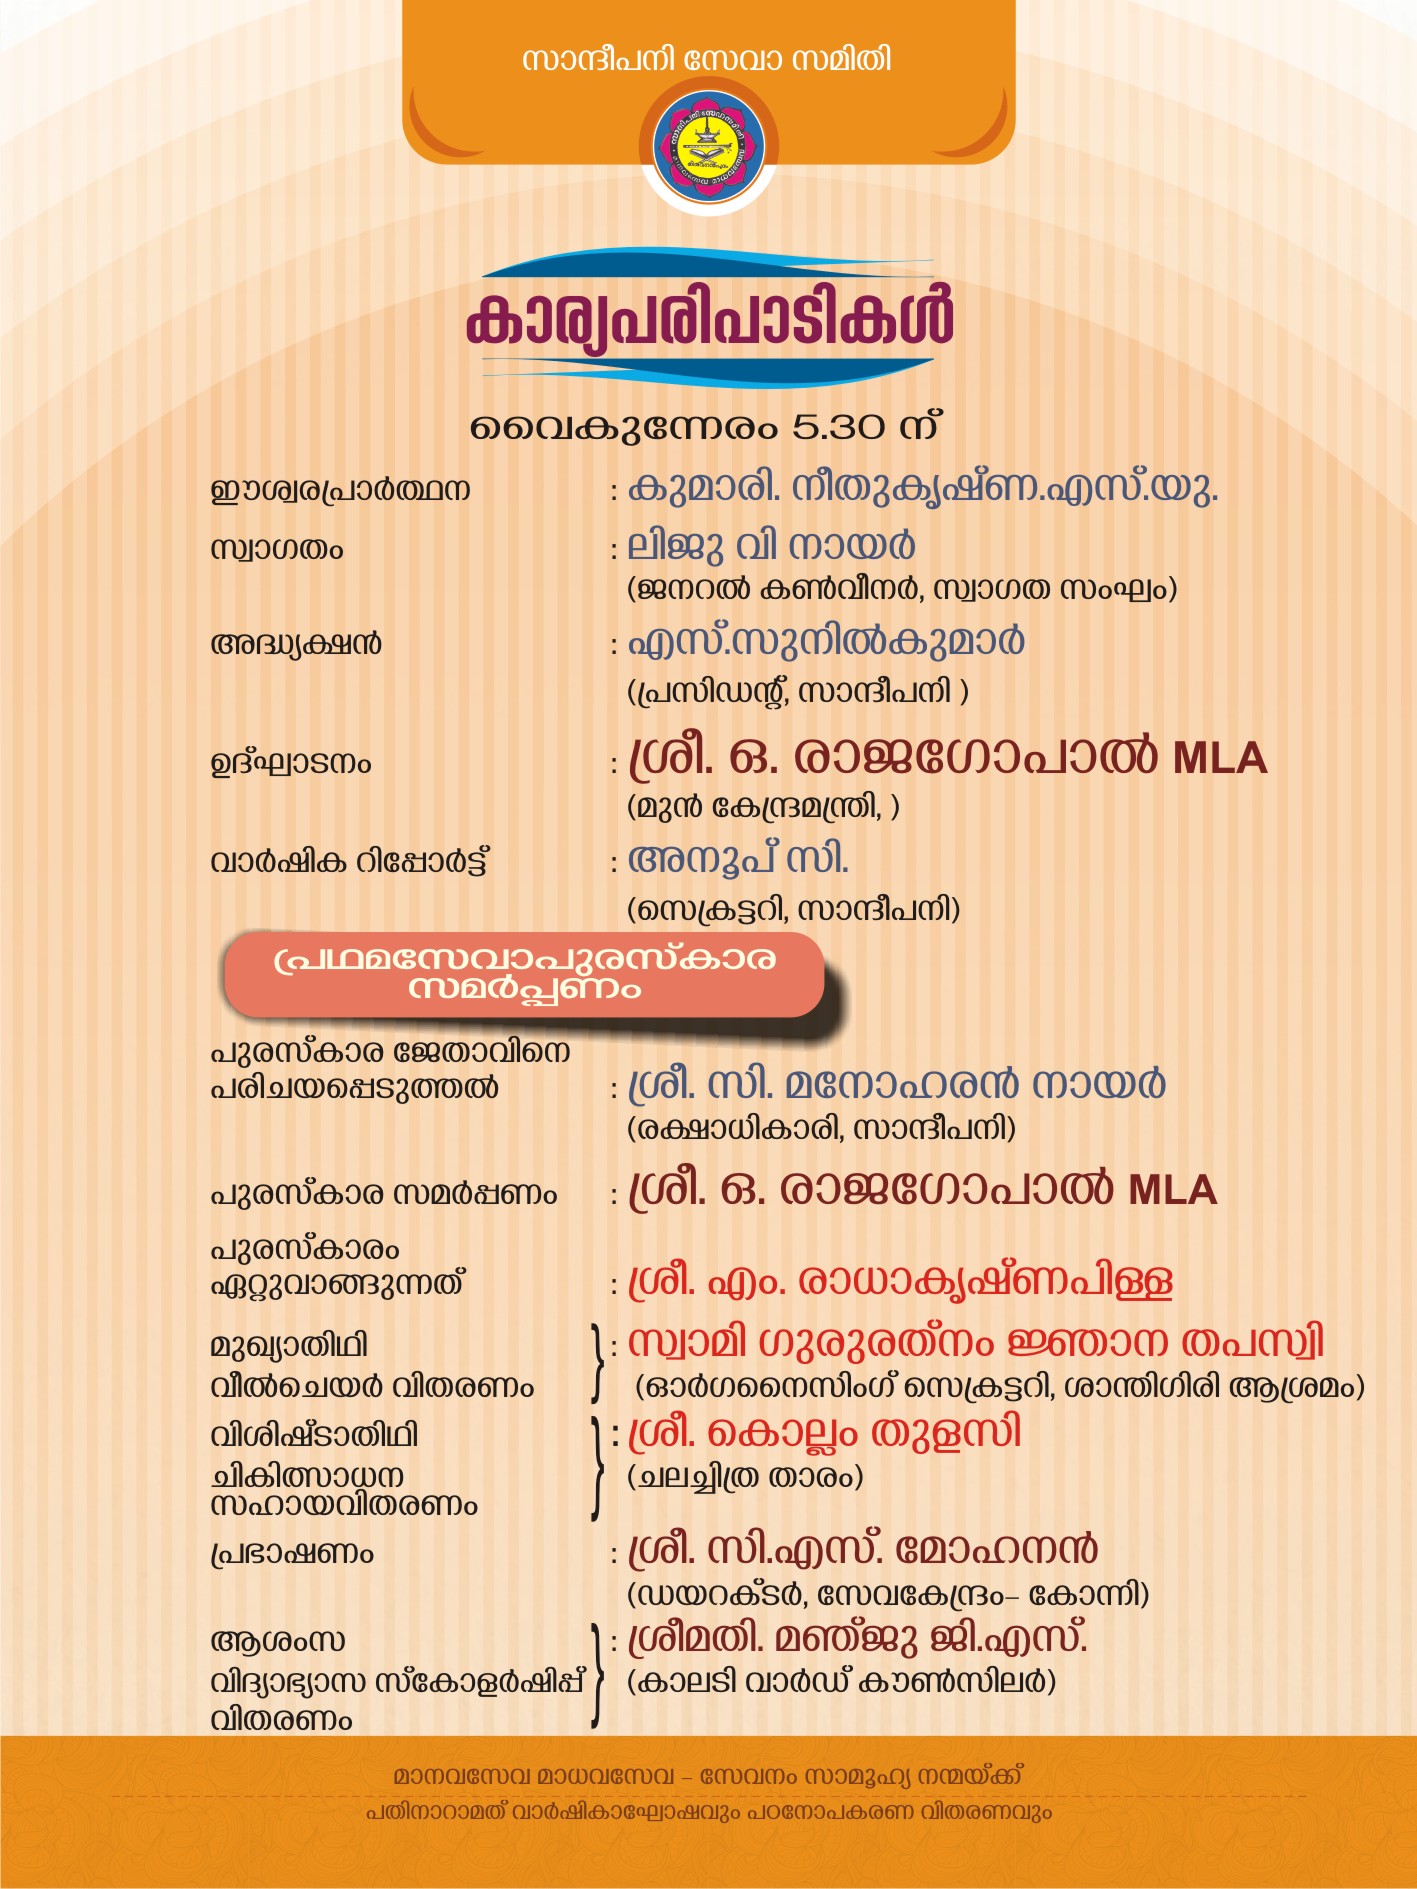 സാന്ദീപനി സേവാ സമിതി
കാര്യപരിപാടികൾ
വൈകുന്നേരം 5.30 ന്
ഈശ്വരപ്രാർത്ഥന : കുമാരി. നീതുകൃഷ്ണ.എസ്.യു.
സ്വാഗതം : ലിജു വി നായർ
(ജനറൽ കൺവീനർ, സ്വാഗത സംഘം)
അദ്ധ്യക്ഷൻ : എസ്.സുനിൽകുമാർ
(പ്രസിഡന്റ്, സാന്ദീപനി )
ഉദ്ഘാടനം : ശ്രീ. ഒ. രാജഗോപാൽ MLA
(മുൻ കേന്ദ്രമന്ത്രി, )
വാർഷിക റിപ്പോർട്ട് : അനൂപ് സി.
(സെക്രട്ടറി, സാന്ദീപനി)
പ്രഥമസേവാപുരസ്കാര
സമർപ്പണം
പുരസ്കാര ജേതാവിനെ
പരിചയപ്പെടുത്തൽ : ശ്രീ. സി. മനോഹരൻ നായർ
(രക്ഷാധികാരി, സാന്ദീപനി)
പുരസ്കാര സമർപ്പണം : ശ്രീ. ഒ. രാജഗോപാൽ MLA
പുരസ്കാരം
ഏറ്റുവാങ്ങുന്നത് : ശ്രീ. എം. രാധാകൃഷ്ണപിള്ള
മുഖ്യാതിഥി : സ്വാമി ഗുരുരത്നം ജ്ഞാന തപസ്വി
വീൽചെയർ വിതരണം (ഓർഗനൈസിംഗ് സെക്രട്ടറി, ശാന്തിഗിരി ആശ്രമം)
വിശിഷ്ടാതിഥി : ശ്രീ. കൊല്ലം തുളസി
ചികിത്സാധന (ചലച്ചിത്ര താരം)
സഹായവിതരണം
പ്രഭാഷണം : ശ്രീ. സി.എസ്. മോഹനൻ
(ഡയറക്ടർ, സേവകേന്ദ്രം- കോന്നി)
ആശംസ : ശ്രീമതി. മഞ്ജു ജി.എസ്.
വിദ്യാഭ്യാസ സ്കോളർഷിപ്പ് (കാലടി വാർഡ് കൗൺസിലർ)
വിതരണം
മാനവസേവ മാധവസേവ - സേവനം സാമൂഹ്യ നന്മയ്ക്ക്
പതിനാറാമത് വാർഷികാഘോഷവും പഠനോപകരണ വിതരണവും